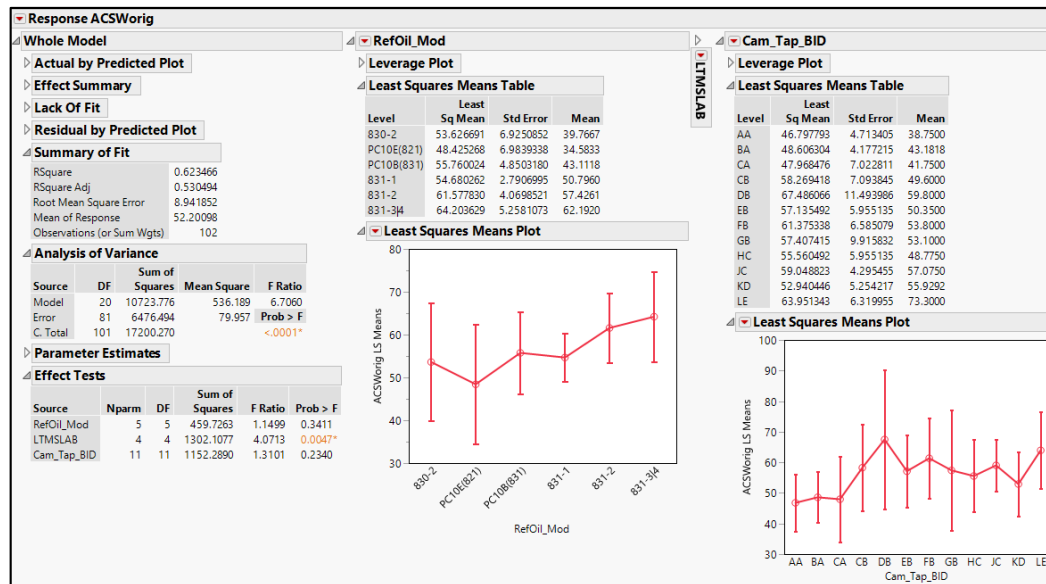 Response ACSWorig
Whole Model
Actual by Predicted Plot
Effect Summary
Lack Of Fit
Residual by Predicted Plot
Summary of Fit
RSquare 0.623466
RSquare Adj 0.530494
Root Mean Square Error 8.941852
Mean of Response 52.20098
Observations (or Sum Wgts) 102
Analysis of Variance
Sum of
Source DF Squares Mean Square F Ratio
Model 20 10723.776 536.189 6.7060
Error 81 6476.494 79.957 Prob > F
C. Total 101 17200.270 <.0001*
Parameter Estimates
Effect Tests
Sum of
Source Nparm DF Squares F Ratio Prob > F
RefOil_Mod 5 5 459.7263 1.1499 0.3411
LTMSLAB 4 4 1302.1077 4.0713 0.0047*
Cam_Tap_BID 11 11 1152.2890 1.3101 0.2340
RefOil_Mod
Leverage Plot
Least Squares Means Table
Least
Level Sq Mean Std Error Mean
830-2 53.626691 6.9250852 39.7667
PC10E(821) 48.425268 6.9839338 34.5833
PC10B(831) 55.760024 4.8503180 43.1118
831-1 54.680262 2.7906995 50.7960
831-2 61.577830 4.0698521 57.4261
831-3|4 64.203629 5.2581073 62.1920
Least Squares Means Plot
ACSWorig LS Means
80
70
60
50
40
30
830-2 PC10E(821) PC10B(831) 831-1 831-2 831-3|4
RefOil_Mod
LTMSLAB
Cam_Tap_BID
Leverage Plot
Least Squares Means Table
Least
Level Sq Mean Std Error Mean
AA 46.797793 4.713405 38.7500
BA 48.606304 4.177215 43.1818
CA 47.968476 7.022811 41.7500
CB 58.269418 7.093845 49.6000
DB 67.486066 11.493986 59.8000
EB 57.135492 5.955135 50.3500
FB 61.375338 6.585079 53.8000
GB 57.407415 9.915832 53.1000
HC 55.560492 5.955135 48.7750
JC 59.048823 4.295455 57.0750
KD 52.940446 5.254217 55.9292
LE 63.951343 6.319955 73.3000
Least Squares Means Plot
ACSWorig LS Means
100
90
80
70
60
50
40
30
AA BA CA CB DB EB FB GB HC JC KD LE
Cam_Tap_BID